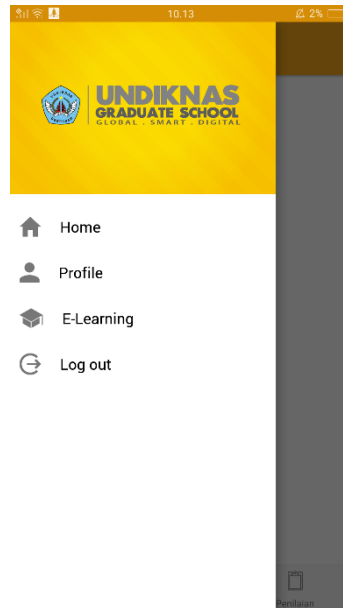 10.13
2%
UNDIKNAS
GRADUATE SCHOOL
GLOBAL . SMART . DIGITAL
Home
Profile
E-Learning
Log out
Penilaian